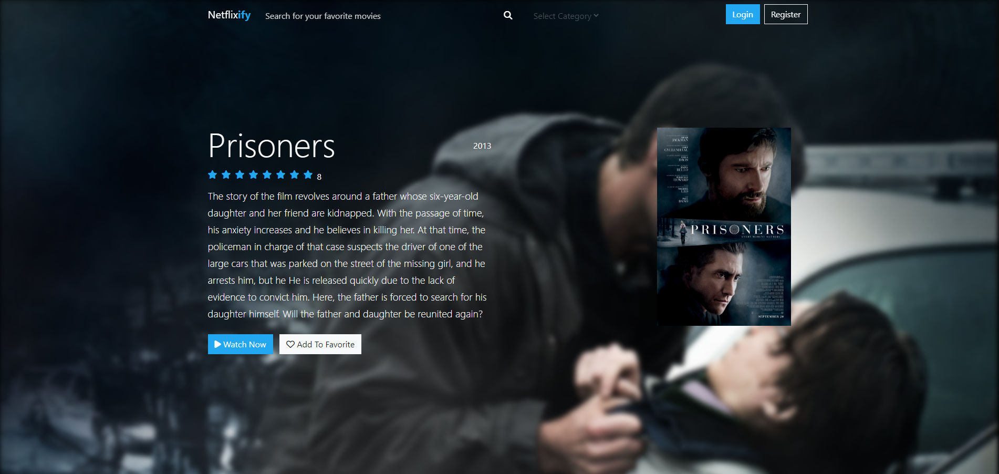 Netflixify
Search for your favorite movies
Select Category
Login
Register
Prisoners
2013
8
The story of the film revolves around a father whose six-year-old
daughter and her friend are kidnapped. With the passage of time,
his anxiety increases and he believes in killing her. At that time, the
policeman in charge of that case suspects the driver of one of the
large cars that was parked on the street of the missing girl, and he
arrests him, but he He is released quickly due to the lack of
evidence to convict him. Here, the father is forced to search for his
daughter himself. Will the father and daughter be reunited again?
Watch Now
Add To Favorite
HUGH
JACKMAN
JAKE
GYLLENHAAL
VIOLA
DAVIS
MARIA
BELLO
TERRENCE
HOWARD
MELISSA
LEO
PAUL
DANO
PRISONERS
EVERY MOMENT MATTERS
SEPTEMBER 20